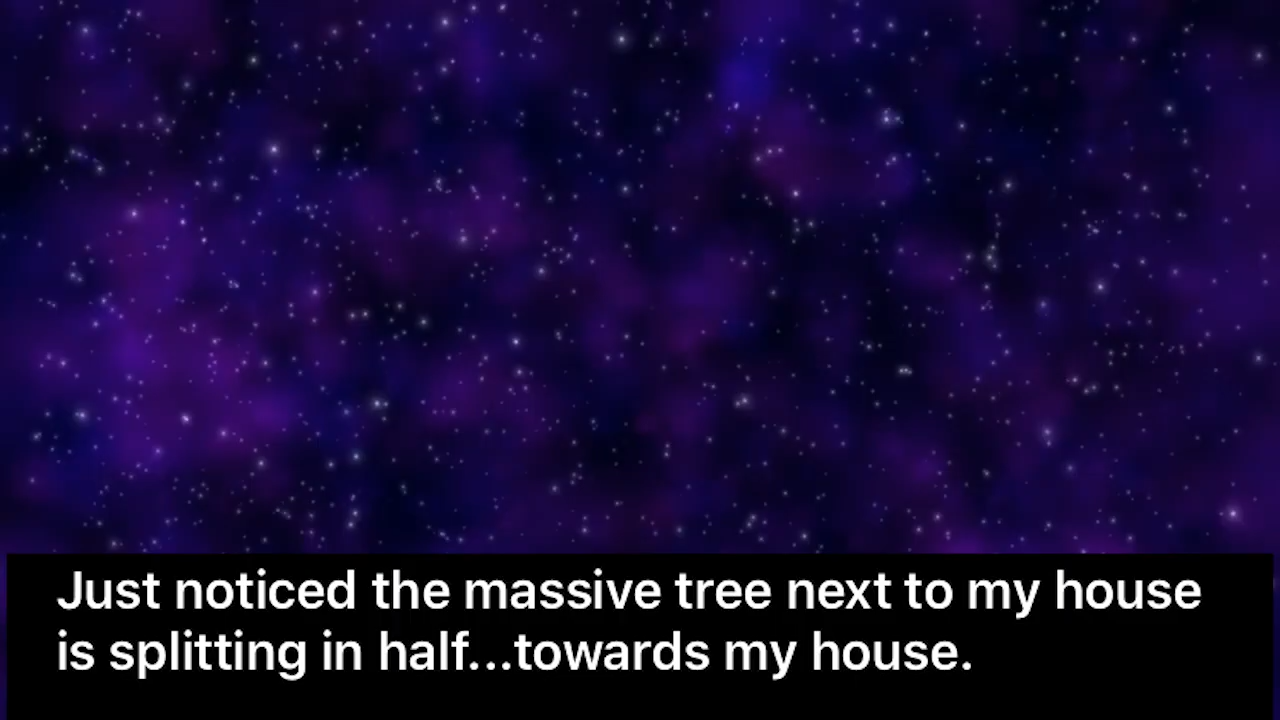 Just noticed the massive tree next to my house
is splitting in half...towards my house.